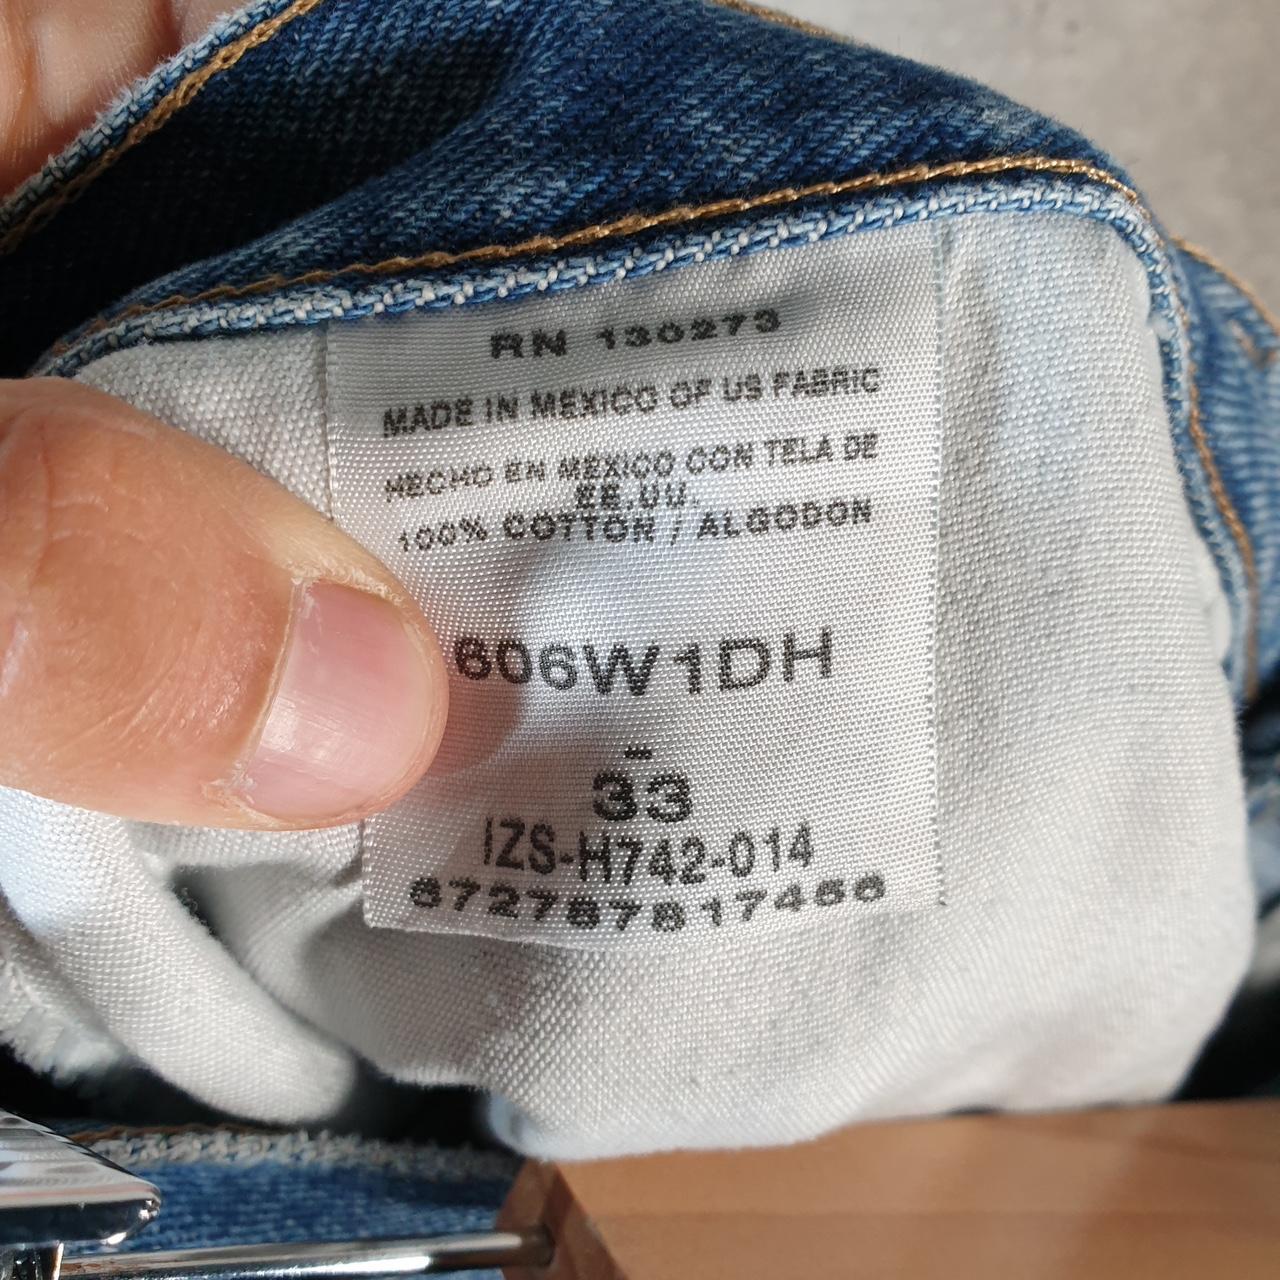 RN 130273
MADE IN MEXICO OF US FABRIC
HECHO EN MEXICO CON TELA DE
EE.UU.
100% COTTON / ALGODON
606W1DH
-
33
IZS-H742-014